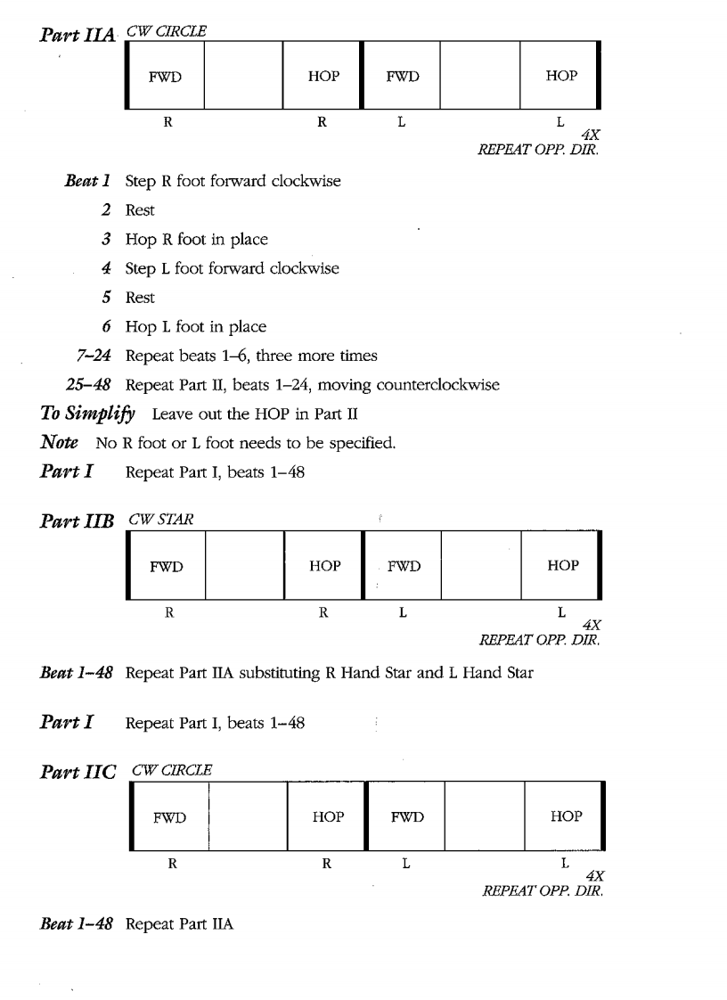 Part IIA CW CIRCLE
FWD HOP FWD HOP
R R L L
4X
REPEAT OPP. DIR.
Beat 1 Step R foot forward clockwise
2 Rest
3 Hop R foot in place
4 Step L foot forward clockwise
5 Rest
6 Hop L foot in place
7–24 Repeat beats 1–6, three more times
25–48 Repeat Part II, beats 1–24, moving counterclockwise
To Simplify Leave out the HOP in Part II
Note No R foot or L foot needs to be specified.
Part I Repeat Part I, beats 1–48
Part IIB CW STAR
FWD HOP FWD HOP
R R L L
4X
REPEAT OPP. DIR.
Beat 1–48 Repeat Part IIA substituting R Hand Star and L Hand Star
Part I Repeat Part I, beats 1–48
Part IIC CW CIRCLE
FWD HOP FWD HOP
R R L L
4X
REPEAT OPP. DIR.
Beat 1–48 Repeat Part IIA